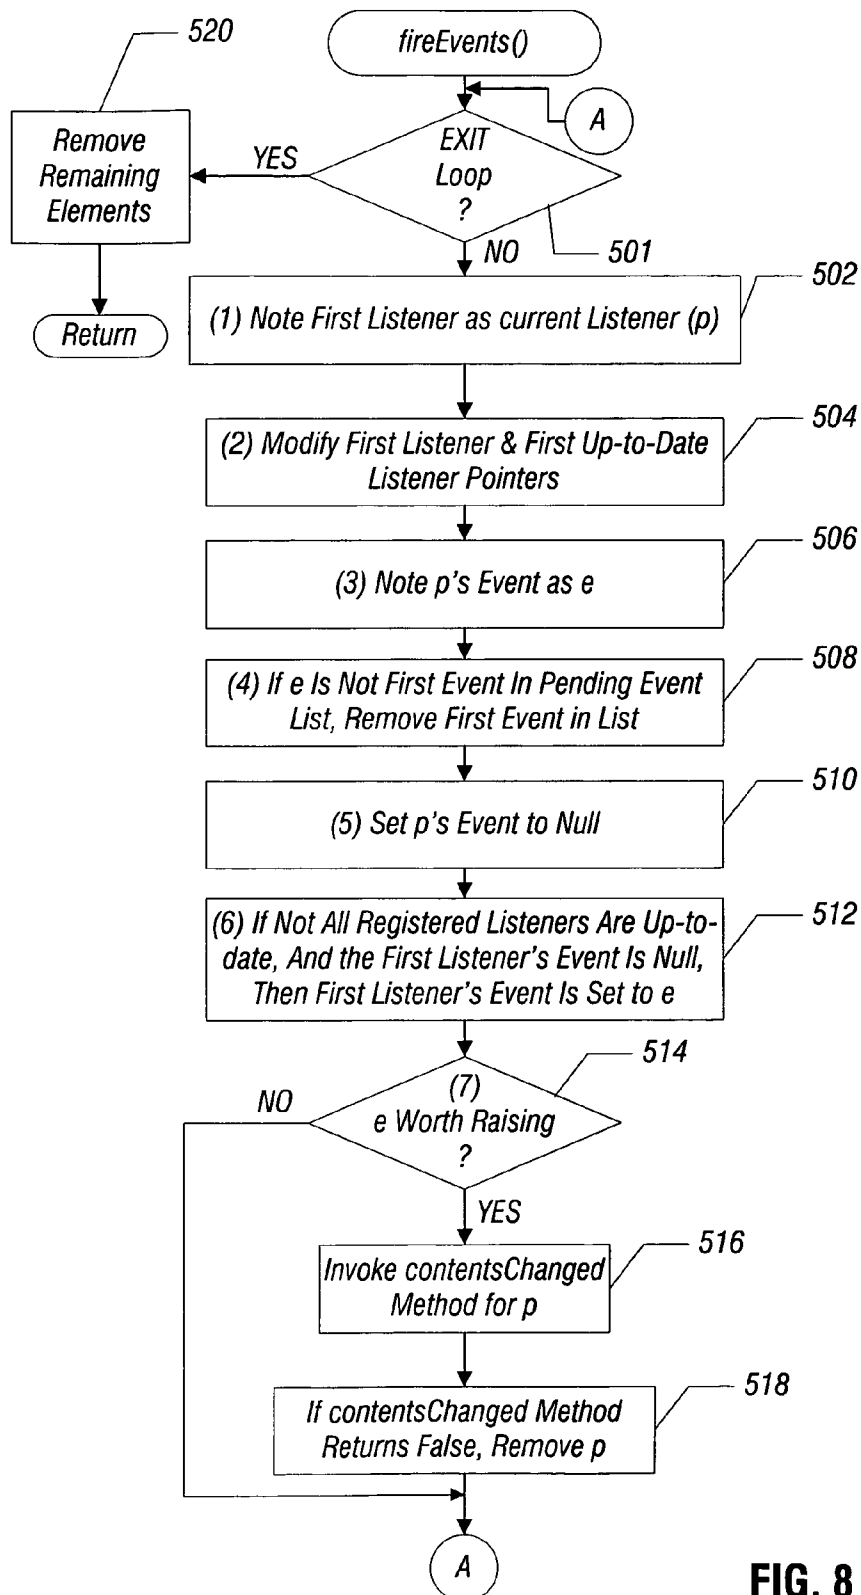 520
fireEvents()
A
Remove
Remaining
Elements
YES
EXIT
Loop
?
NO
501
Return
502
(1) Note First Listener as current Listener (p)
504
(2) Modify First Listener & First Up-to-Date
Listener Pointers
506
(3) Note p's Event as e
508
(4) If e Is Not First Event In Pending Event
List, Remove First Event in List
510
(5) Set p's Event to Null
512
(6) If Not All Registered Listeners Are Up-to-
date, And the First Listener's Event Is Null,
Then First Listener's Event Is Set to e
514
NO
(7)
e Worth Raising
?
YES
516
Invoke contentsChanged
Method for p
518
If contentsChanged Method
Returns False, Remove p
A
FIG. 8